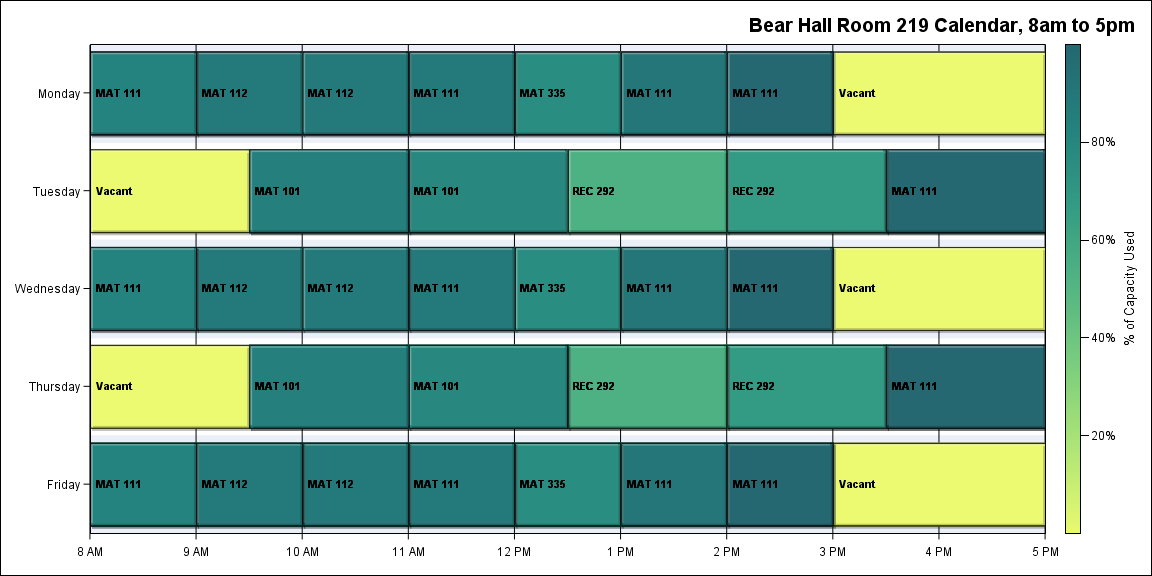 Bear Hall Room 219 Calendar, 8am to 5pm
Monday
MAT 111 MAT 112 MAT 112 MAT 111 MAT 335 MAT 111 MAT 111 Vacant
Tuesday
Vacant MAT 101 MAT 101 REC 292 REC 292 MAT 111
Wednesday
MAT 111 MAT 112 MAT 112 MAT 111 MAT 335 MAT 111 MAT 111 Vacant
Thursday
Vacant MAT 101 MAT 101 REC 292 REC 292 MAT 111
Friday
MAT 111 MAT 112 MAT 112 MAT 111 MAT 335 MAT 111 MAT 111 Vacant
8 AM 9 AM 10 AM 11 AM 12 PM 1 PM 2 PM 3 PM 4 PM 5 PM
80%
60%
40%
20%
% of Capacity Used